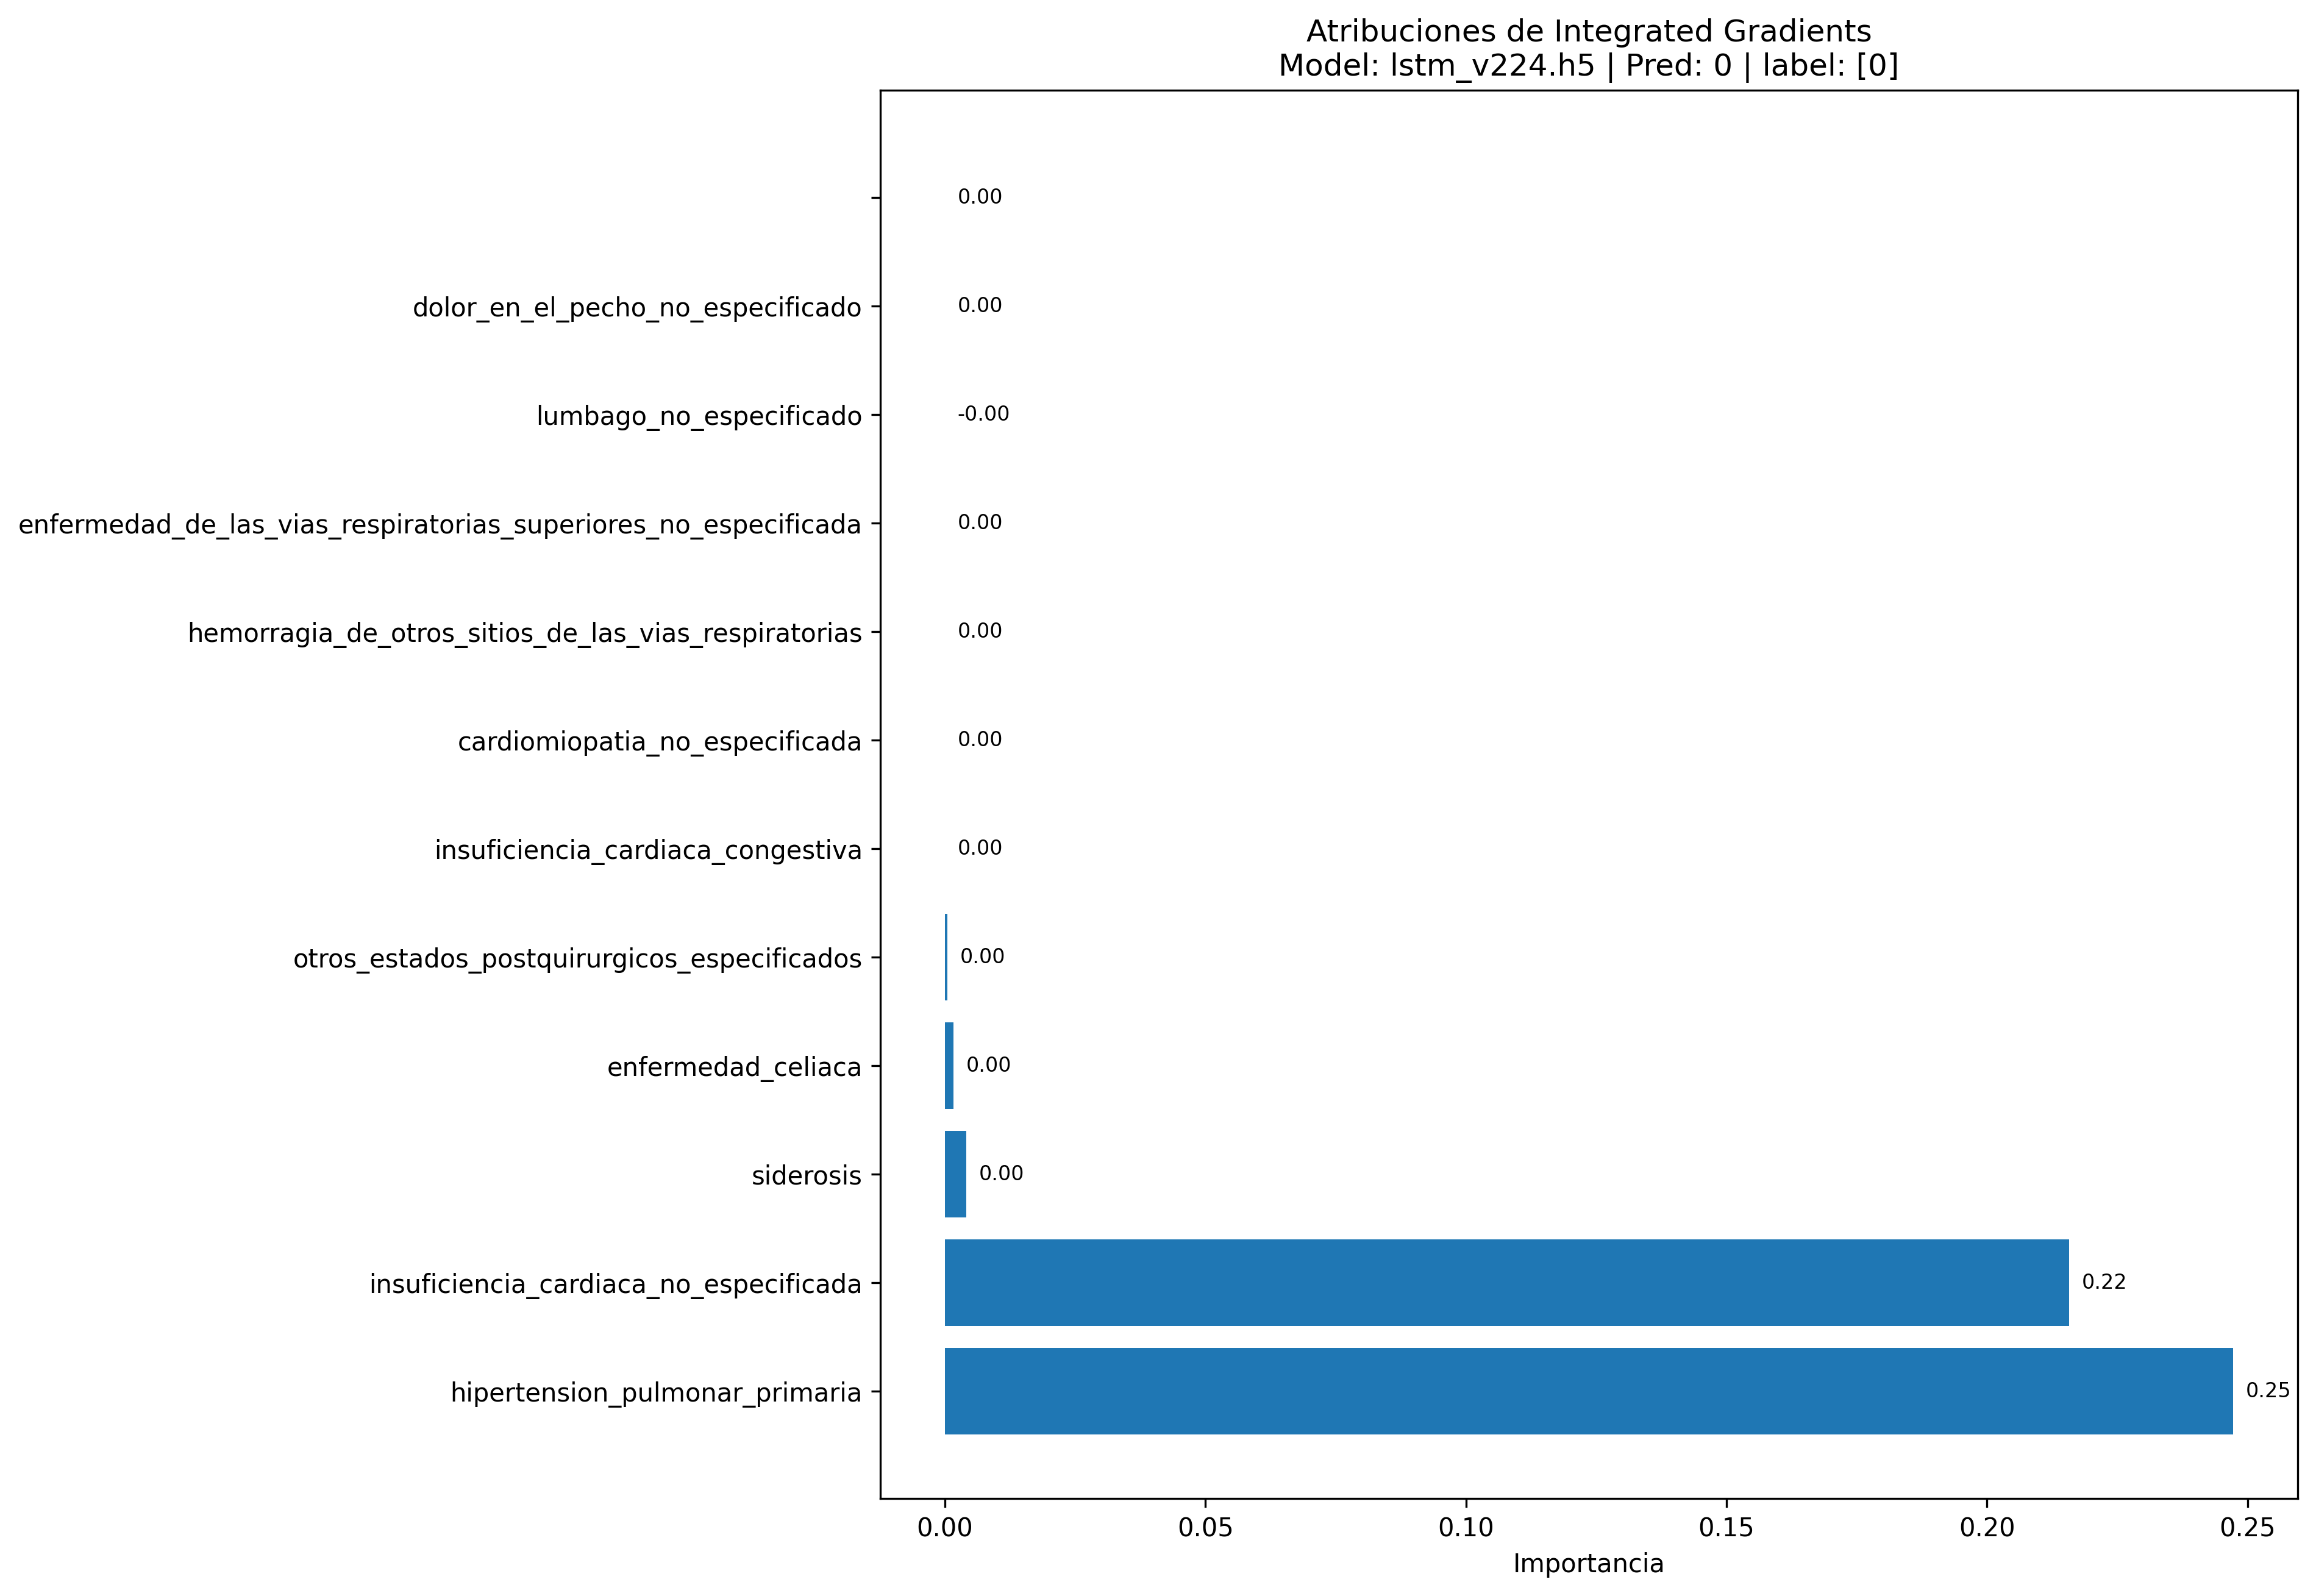 Atribuciones de Integrated Gradients
Model: lstm_v224.h5 | Pred: 0 | label: [0]
0.00
dolor_en_el_pecho_no_especificado 0.00
lumbago_no_especificado -0.00
enfermedad_de_las_vias_respiratorias_superiores_no_especificada 0.00
hemorragia_de_otros_sitios_de_las_vias_respiratorias 0.00
cardiomiopatia_no_especificada 0.00
insuficiencia_cardiaca_congestiva 0.00
otros_estados_postquirurgicos_especificados 0.00
enfermedad_celiaca 0.00
siderosis 0.00
insuficiencia_cardiaca_no_especificada 0.22
hipertension_pulmonar_primaria 0.25
0.00 0.05 0.10 0.15 0.20 0.25
Importancia